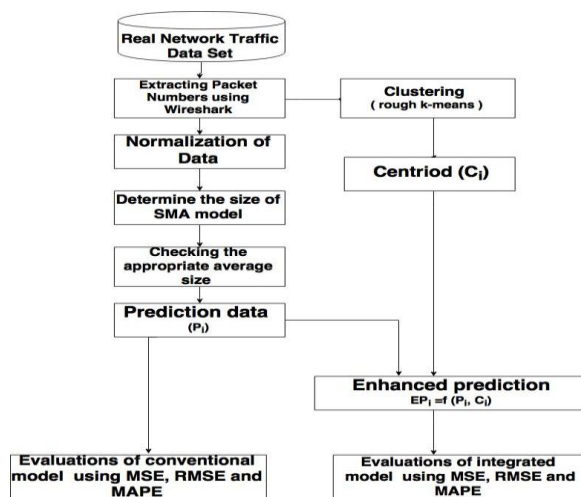 Real Network Traffic
Data Set
Extracting Packet
Numbers using
Wireshark
Clustering
( rough k-means )
Normalization of
Data
Centriod (Ci)
Determine the size of
SMA model
Checking the
appropriate average
size
Prediction data
(Pi)
Enhanced prediction
EPi =f (Pi, Ci)
Evaluations of conventional
model using MSE, RMSE and
MAPE
Evaluations of integrated
model using MSE, RMSE and
MAPE